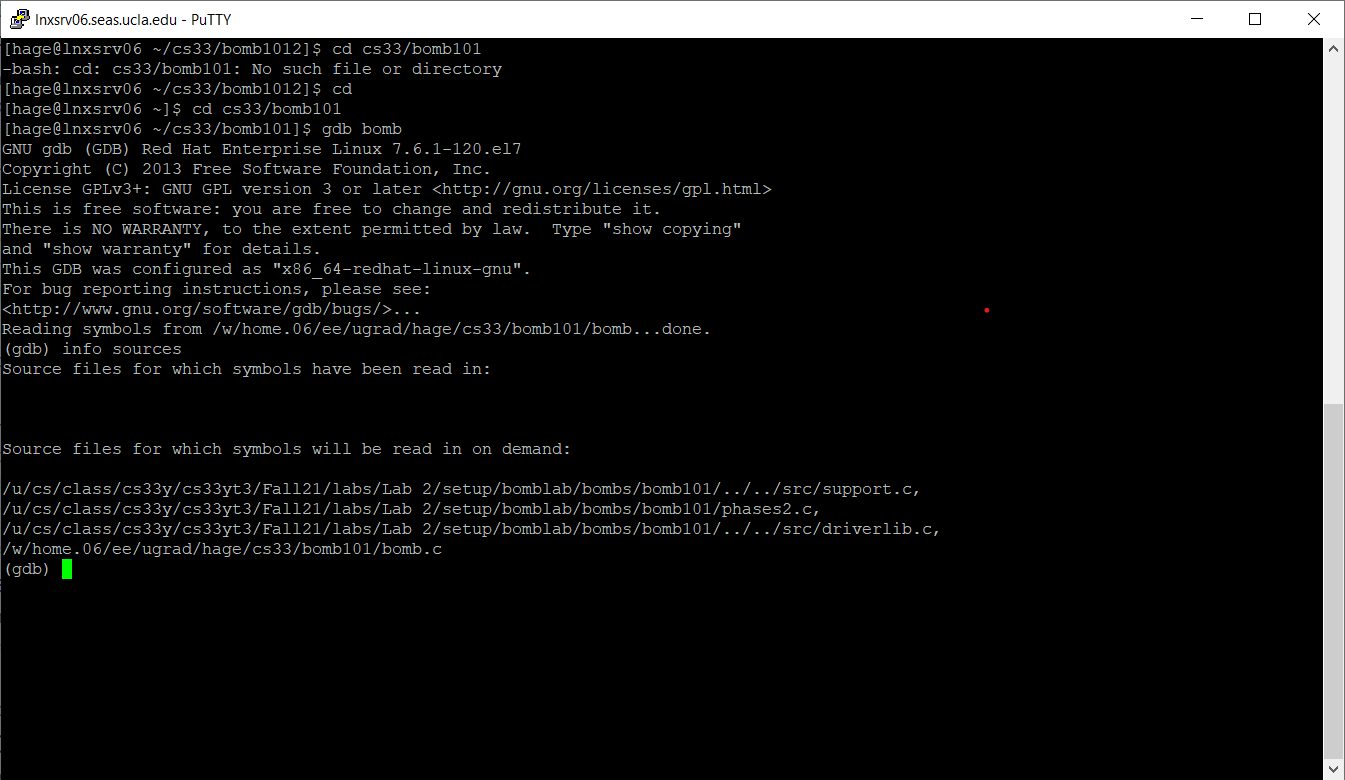 lnxsrv06.seas.ucla.edu - PuTTY
[hage@lnxsrv06 ~/cs33/bomb1012]$ cd cs33/bomb101
-bash: cd: cs33/bomb101: No such file or directory
[hage@lnxsrv06 ~/cs33/bomb1012]$ cd
[hage@lnxsrv06 ~]$ cd cs33/bomb101
[hage@lnxsrv06 ~/cs33/bomb101]$ gdb bomb
GNU gdb (GDB) Red Hat Enterprise Linux 7.6.1-120.el7
Copyright (C) 2013 Free Software Foundation, Inc.
License GPLv3+: GNU GPL version 3 or later <http://gnu.org/licenses/gpl.html>
This is free software: you are free to change and redistribute it.
There is NO WARRANTY, to the extent permitted by law.  Type "show copying"
and "show warranty" for details.
This GDB was configured as "x86_64-redhat-linux-gnu".
For bug reporting instructions, please see:
<http://www.gnu.org/software/gdb/bugs/>...
Reading symbols from /w/home.06/ee/ugrad/hage/cs33/bomb101/bomb...done.
(gdb) info sources
Source files for which symbols have been read in:
Source files for which symbols will be read in on demand:
/u/cs/class/cs33y/cs33yt3/Fall21/labs/Lab 2/setup/bomblab/bombs/bomb101/../../src/support.c,
/u/cs/class/cs33y/cs33yt3/Fall21/labs/Lab 2/setup/bomblab/bombs/bomb101/phases2.c,
/u/cs/class/cs33y/cs33yt3/Fall21/labs/Lab 2/setup/bomblab/bombs/bomb101/../../src/driverlib.c,
/w/home.06/ee/ugrad/hage/cs33/bomb101/bomb.c
(gdb)